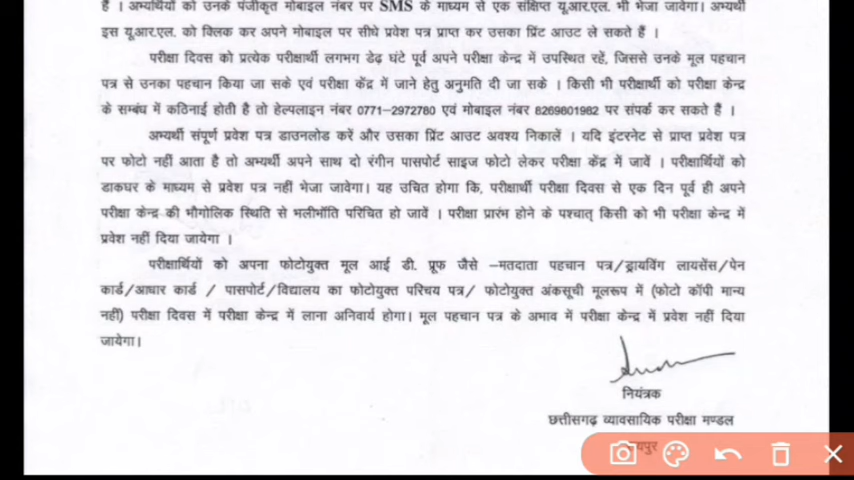 हैं । अभ्यर्थियों को उनके पंजीकृत मोबाइल नंबर पर SMS के माध्यम से एक संक्षिप्त यू.आर.एल. भी भेजा जावेगा। अभ्यर्थी
इस यू.आर.एल. को क्लिक कर अपने मोबाइल पर सीधे प्रवेश पत्र प्राप्त कर उसका प्रिंट आउट ले सकते हैं ।
परीक्षा दिवस को प्रत्येक परीक्षार्थी लगभग डेढ़ घंटे पूर्व अपने परीक्षा केन्द्र में उपस्थित रहें, जिससे उनके मूल पहचान
पत्र से उनका पहचान किया जा सके एवं परीक्षा केंद्र में जाने हेतु अनुमति दी जा सके । किसी भी परीक्षार्थी को परीक्षा केन्द्र
के सम्बंध में कठिनाई होती है तो हेल्पलाइन नंबर 0771–2972780 एवं मोबाइल नंबर 8269801982 पर संपर्क कर सकते हैं ।
अभ्यर्थी संपूर्ण प्रवेश पत्र डाउनलोड करें और उसका प्रिंट आउट अवश्य निकालें । यदि इंटरनेट से प्राप्त प्रवेश पत्र
पर फोटो नहीं आता है तो अभ्यर्थी अपने साथ दो रंगीन पासपोर्ट साइज फोटो लेकर परीक्षा केंद्र में जावें । परीक्षार्थियों को
डाकघर के माध्यम से प्रवेश पत्र नहीं भेजा जावेगा। यह उचित होगा कि, परीक्षार्थी परीक्षा दिवस से एक दिन पूर्व ही अपने
परीक्षा केन्द्र की भौगोलिक स्थिति से भलीभॉति परिचित हो जावें । परीक्षा प्रारंभ होने के पश्चात् किसी को भी परीक्षा केन्द्र में
प्रवेश नहीं दिया जायेगा ।
परीक्षार्थियों को अपना फोटोयुक्त मूल आई डी. प्रूफ जैसे –मतदाता पहचान पत्र/ड्रायविंग लायसेंस/पेन
कार्ड/आधार कार्ड / पासपोर्ट/विद्यालय का फोटोयुक्त परिचय पत्र/ फोटोयुक्त अंकसूची मूलरूप में (फोटो कॉपी मान्य
नहीं) परीक्षा दिवस में परीक्षा केन्द्र में लाना अनिवार्य होगा। मूल पहचान पत्र के अभाव में परीक्षा केन्द्र में प्रवेश नहीं दिया
जायेगा।
नियंत्रक
छत्तीसगढ़ व्यावसायिक परीक्षा मण्डल